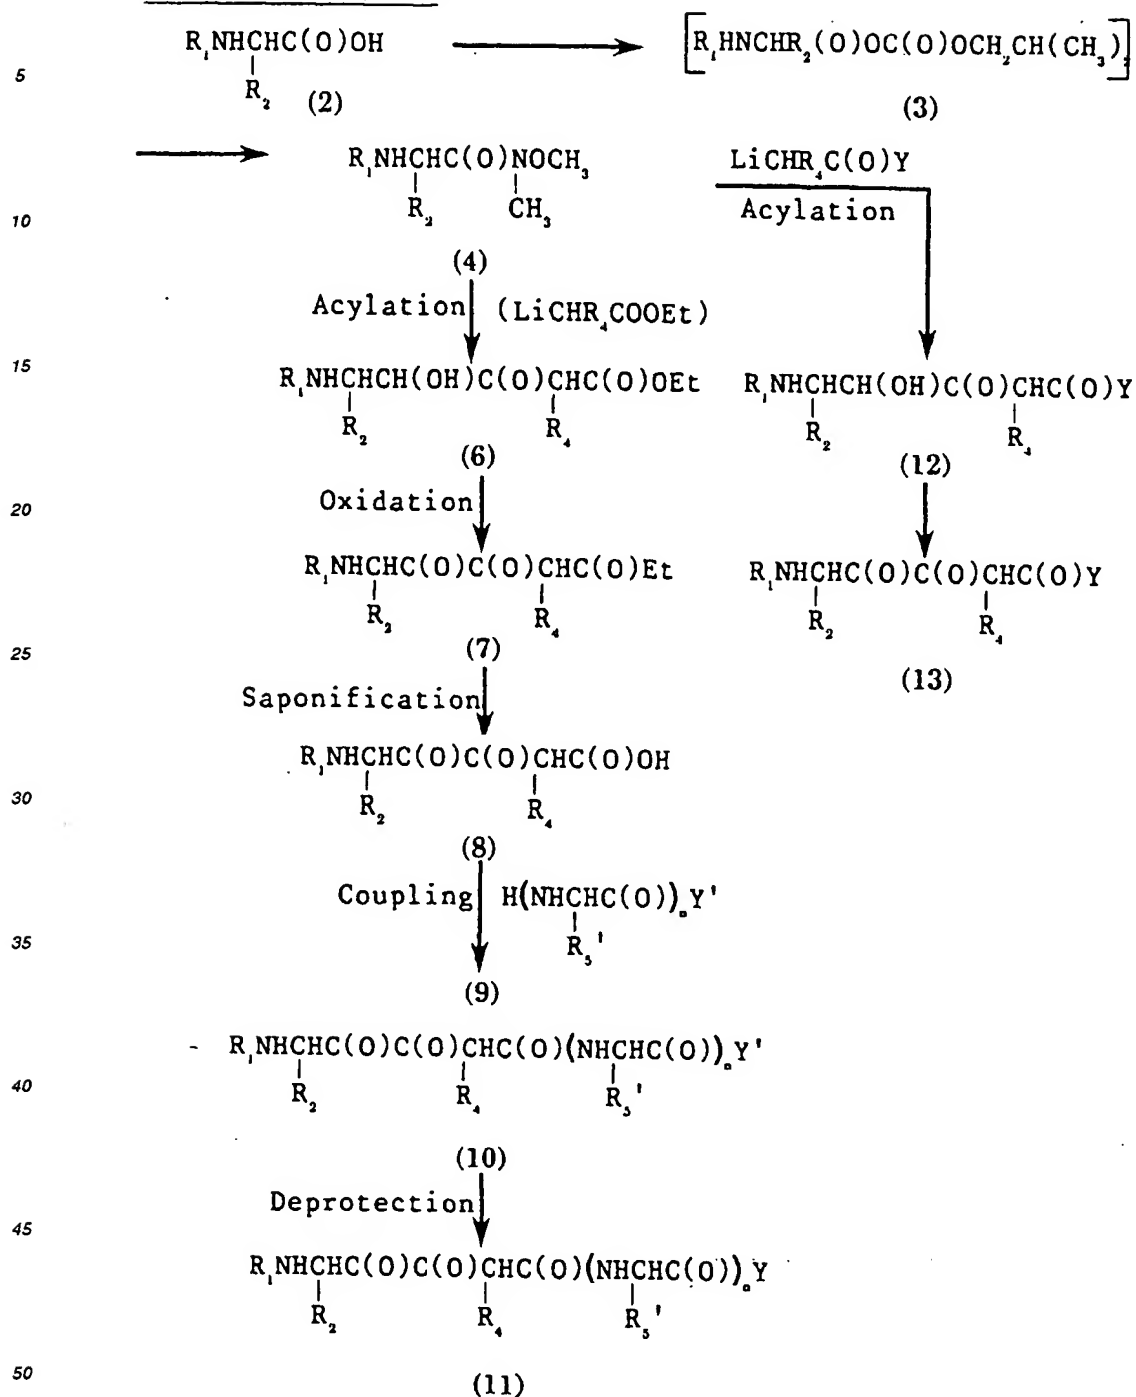 R₁NHCHC(O)OH [R₁HNCHR₂(O)OC(O)OCH₂CH(CH₃)₂]
5
R₂ (2) (3)
R₁NHCHC(O)NOCH₃ LiCHR₄C(O)Y
R₂ CH₃ Acylation
10
(4)
Acylation (LiCHR₄COOEt)
15
R₁NHCHCH(OH)C(O)CHC(O)OEt R₁NHCHCH(OH)C(O)CHC(O)Y
R₂ R₄ R₂ R₄
(6) (12)
Oxidation
20
R₁NHCHC(O)C(O)CHC(O)Et R₁NHCHC(O)C(O)CHC(O)Y
R₂ R₄ R₂ R₄
25
(7) (13)
Saponification
R₁NHCHC(O)C(O)CHC(O)OH
30
R₂ R₄
(8)
Coupling H(NHCHC(O))ₙY'
35
R₅'
(9)
R₁NHCHC(O)C(O)CHC(O)(NHCHC(O))ₙY'
40
R₂ R₄ R₅'
(10)
Deprotection
45
R₁NHCHC(O)C(O)CHC(O)(NHCHC(O))ₙY
R₂ R₄ R₅'
50
(11)